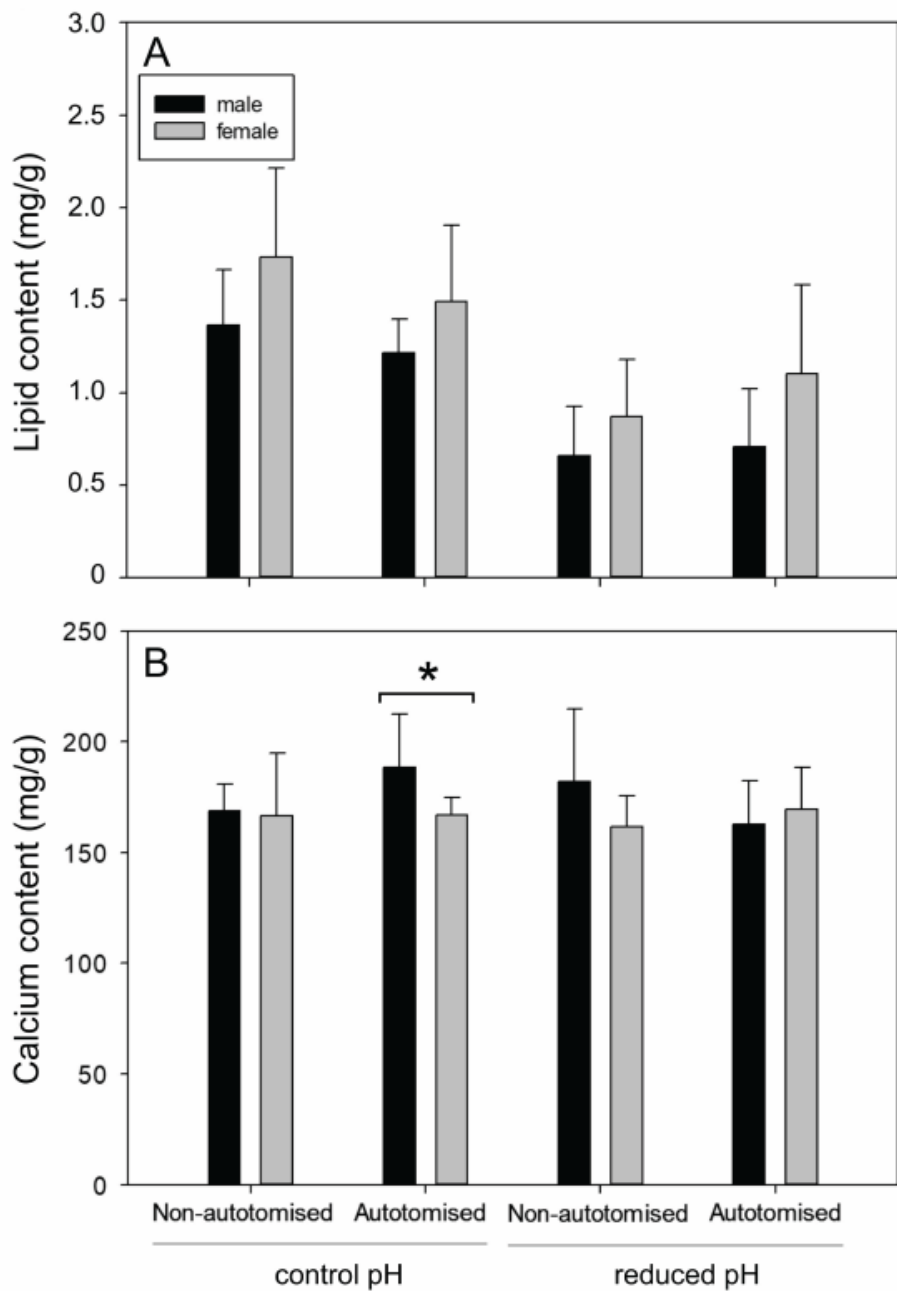 A
male
female
Lipid content (mg/g)
3.0
2.5
2.0
1.5
1.0
0.5
0
B
*
Calcium content (mg/g)
250
200
150
100
50
0
Non-autotomised Autotomised Non-autotomised Autotomised
control pH reduced pH